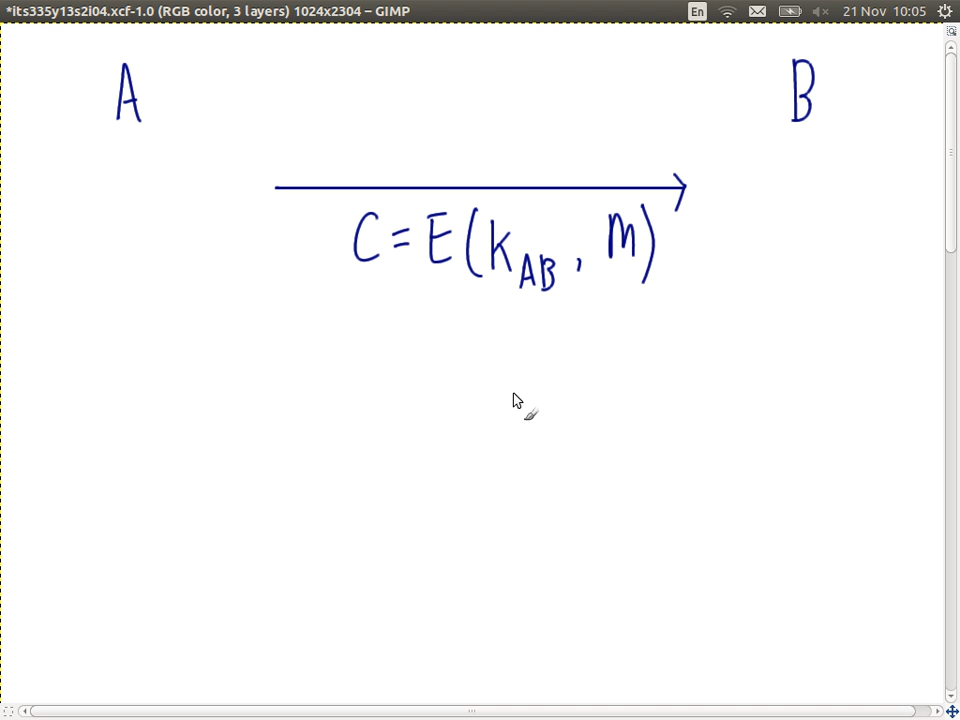 *its335y13s2i04.xcf-1.0 (RGB color, 3 layers) 1024x2304 – GIMP En 21 Nov 10:05
A B
C = E(K_AB, M)